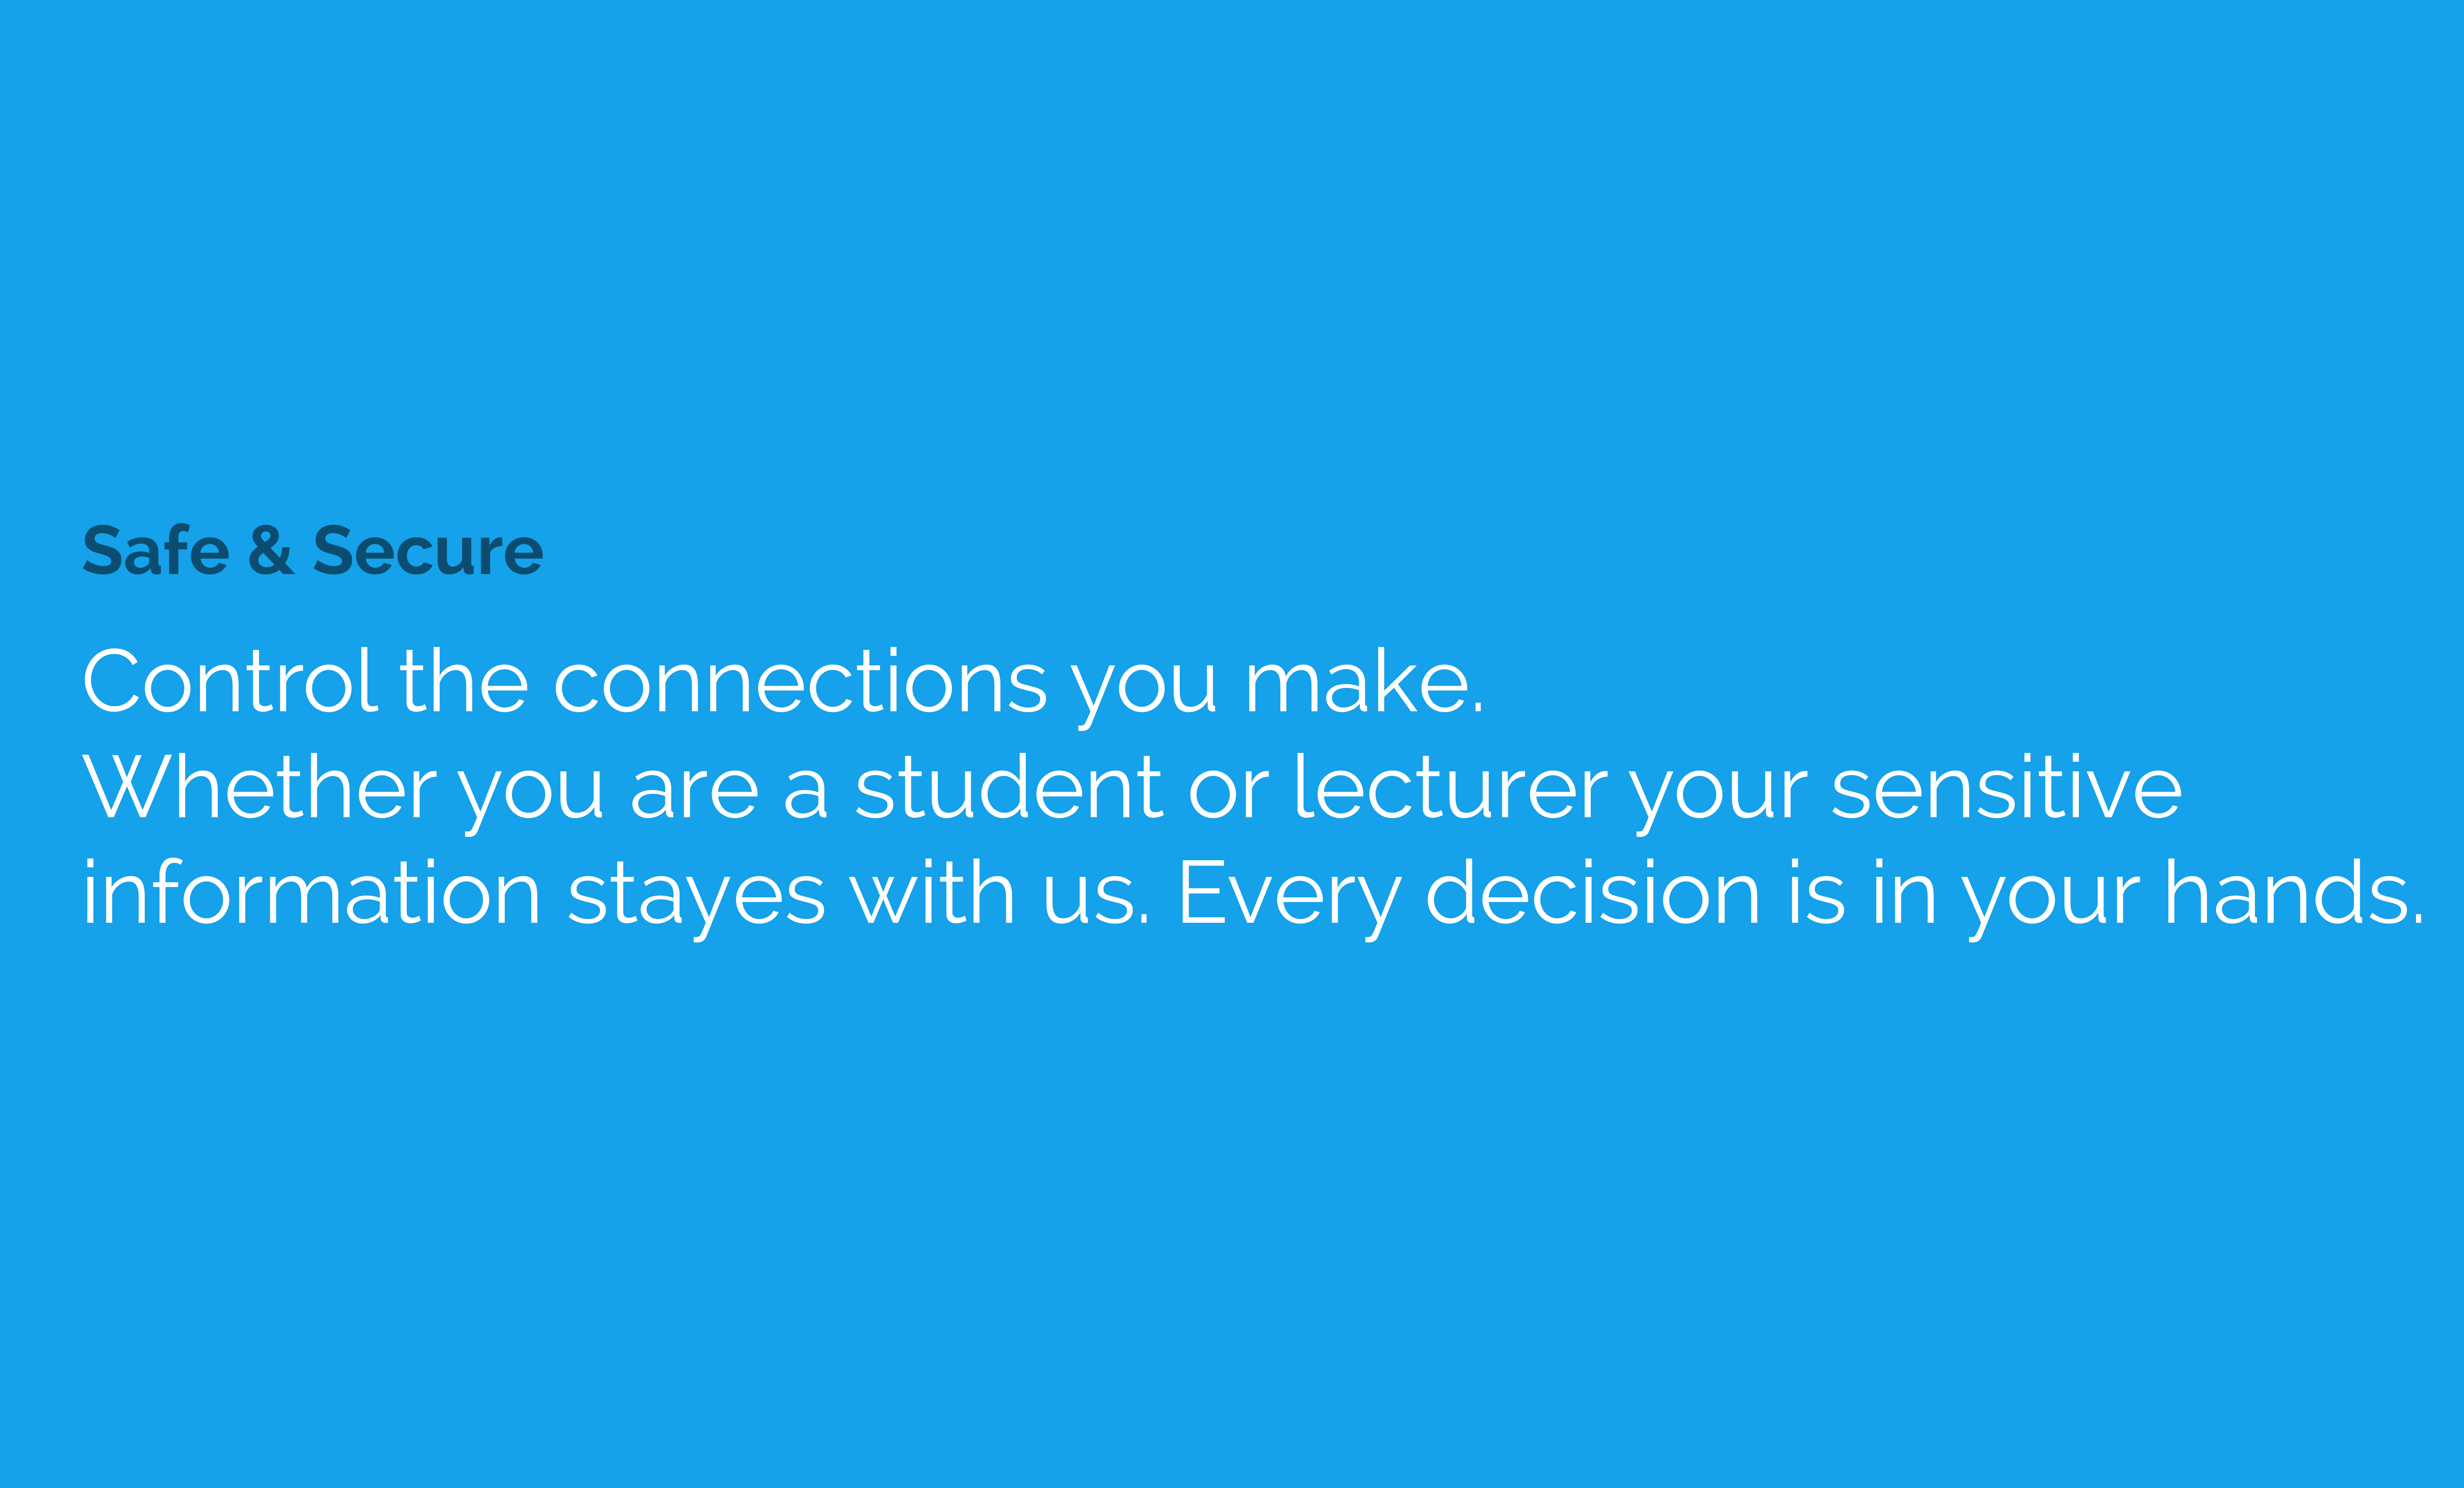 Safe & Secure
Control the connections you make.
Whether you are a student or lecturer your sensitive
information stayes with us. Every decision is in your hands.